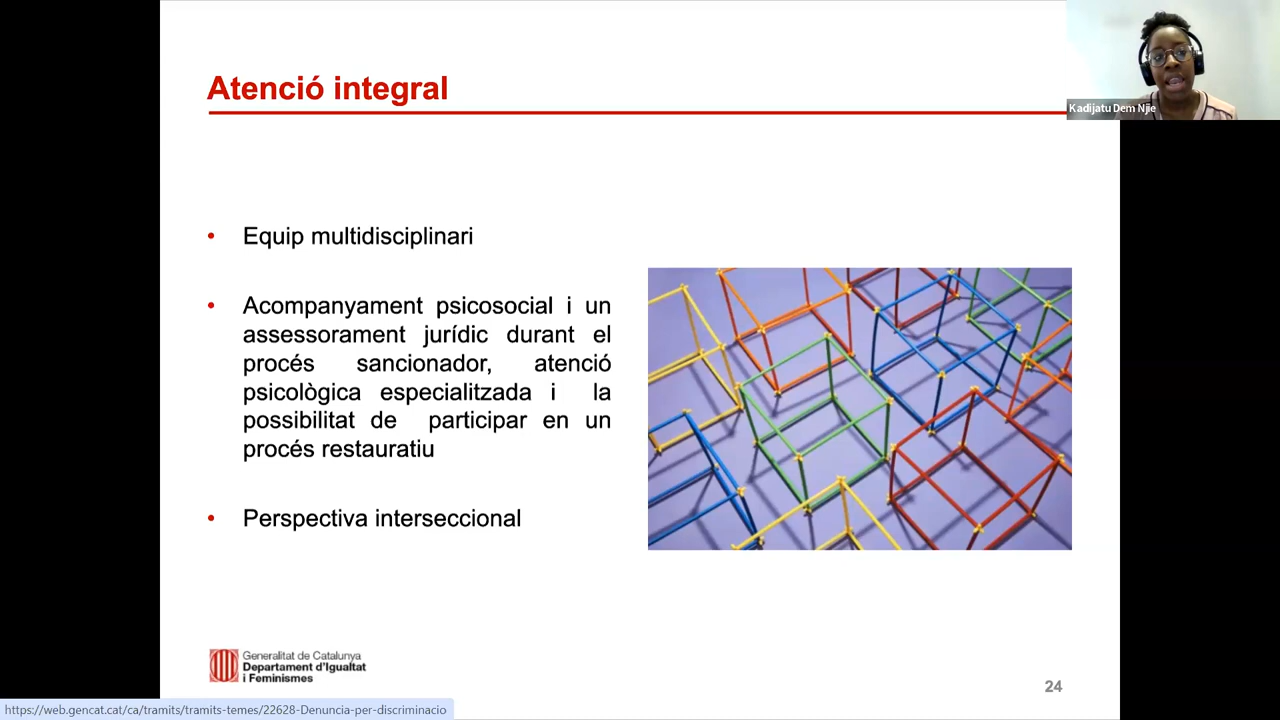 Atenció integral
Kadijatu Dem Njie
• Equip multidisciplinari
• Acompanyament psicosocial i un
assessorament jurídic durant el
procés sancionador, atenció
psicològica especialitzada i la
possibilitat de participar en un
procés restauratiu
• Perspectiva interseccional
Generalitat de Catalunya
Departament d'Igualtat
i Feminismes
24
https://web.gencat.cat/ca/tramits/tramits-temes/22628-Denuncia-per-discriminacio